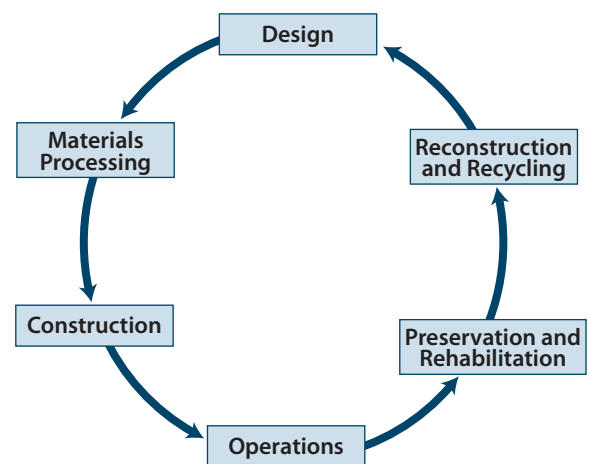 Design
Materials
Processing
Construction
Operations
Preservation and
Rehabilitation
Reconstruction
and Recycling